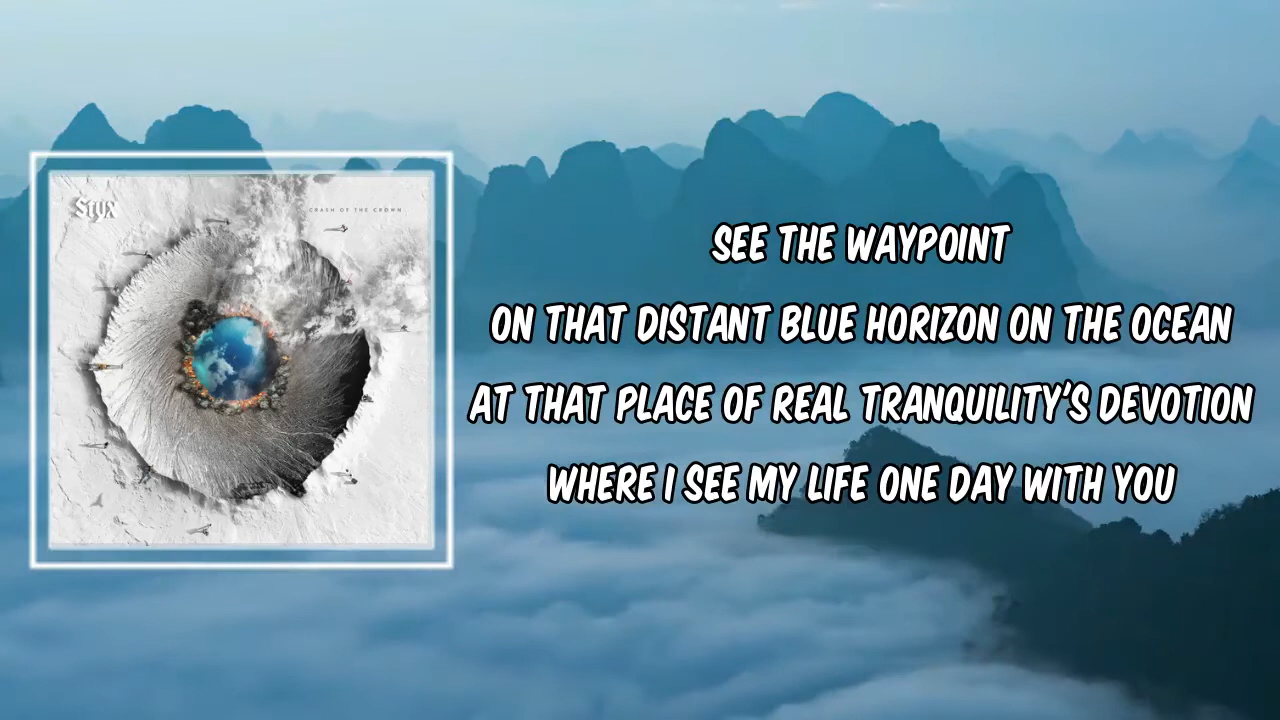 Styx
CRASH OF THE CROWN
SEE THE WAYPOINT
ON THAT DISTANT BLUE HORIZON ON THE OCEAN
AT THAT PLACE OF REAL TRANQUILITY'S DEVOTION
WHERE I SEE MY LIFE ONE DAY WITH YOU